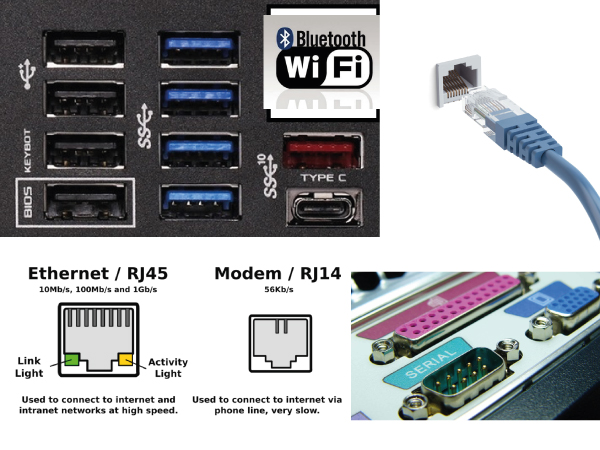 Bluetooth
WiFi
SS
KEYBOT
BIOS
SS 10
TYPE C
Ethernet / RJ45
10Mb/s, 100Mb/s and 1Gb/s
Link
Light
Activity
Light
Used to connect to internet and
intranet networks at high speed.
Modem / RJ14
56Kb/s
Used to connect to internet via
phone line, very slow.
SERIAL